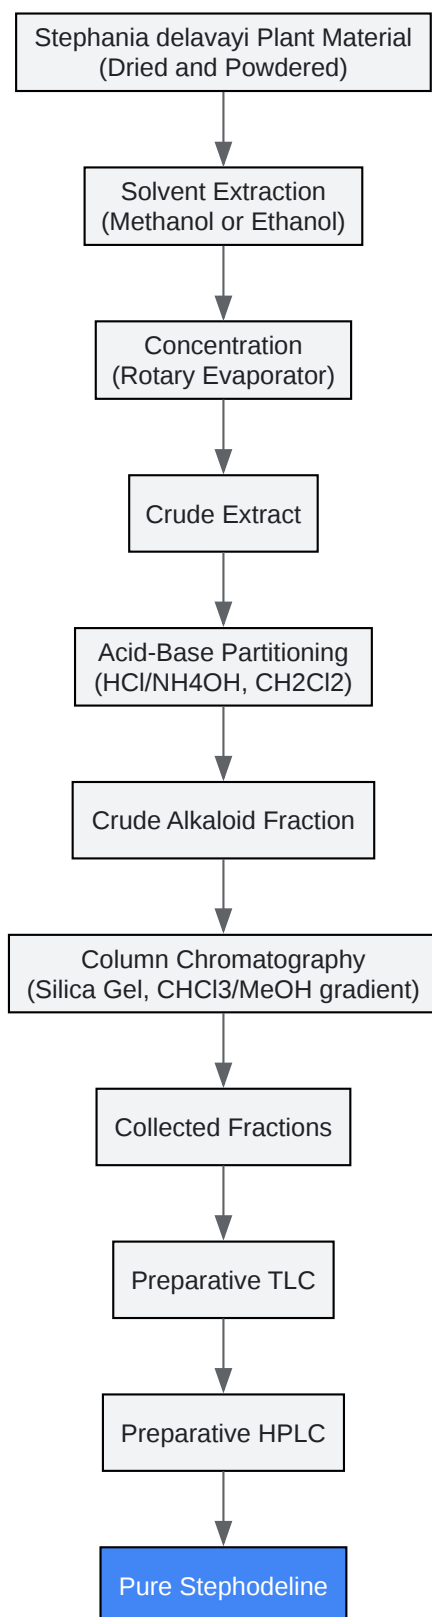 Stephania delavayi Plant Material
(Dried and Powdered)
Solvent Extraction
(Methanol or Ethanol)
Concentration
(Rotary Evaporator)
Crude Extract
Acid-Base Partitioning
(HCl/NH4OH, CH2Cl2)
Crude Alkaloid Fraction
Column Chromatography
(Silica Gel, CHCl3/MeOH gradient)
Collected Fractions
Preparative TLC
Preparative HPLC
Pure Stephodeline